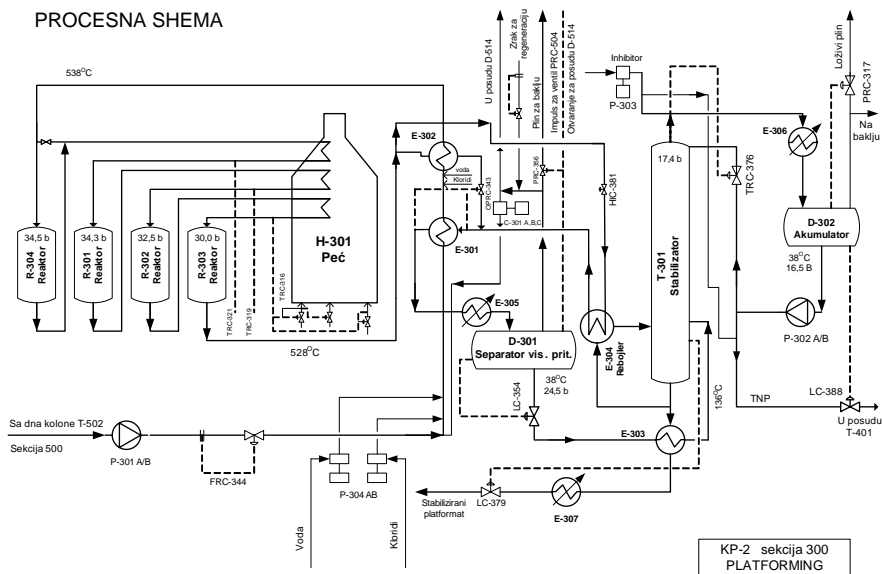 PROCESNA SHEMA
538°C
U posudu D-514
Zrak za
regeneraciju
Plin za baklju
Impuls za ventil PRC-504
Otvaranje za posudu D-514
Inhibitor
P-303
Loživi plin
PRC-317
Na
baklju
E-302
voda
Kloridi
OPRC-343
PRC-356
C-301 A,B,C
HIC-381
17,4 b
T-301
Stabilizator
TRC-376
E-306
D-302
Akumulator
38°C
16,5 B
34,5 b
R-304
Reaktor
34,3 b
R-301
Reaktor
32,5 b
R-302
Reaktor
30,0 b
R-303
Reaktor
H-301
Peć
TRC-316
TRC-321
TRC-319
528°C
E-301
E-305
D-301
Separator vis. prit.
38°C
24,5 b
LC-354
E-304
Rebojler
P-302 A/B
136°C
TNP
LC-388
U posudu
T-401
Sa dna kolone T-502
Sekcija 500
P-301 A/B
FRC-344
P-304 AB
Voda
Kloridi
E-303
Stabilizirani
platformat
LC-379
E-307
KP-2 sekcija 300
PLATFORMING